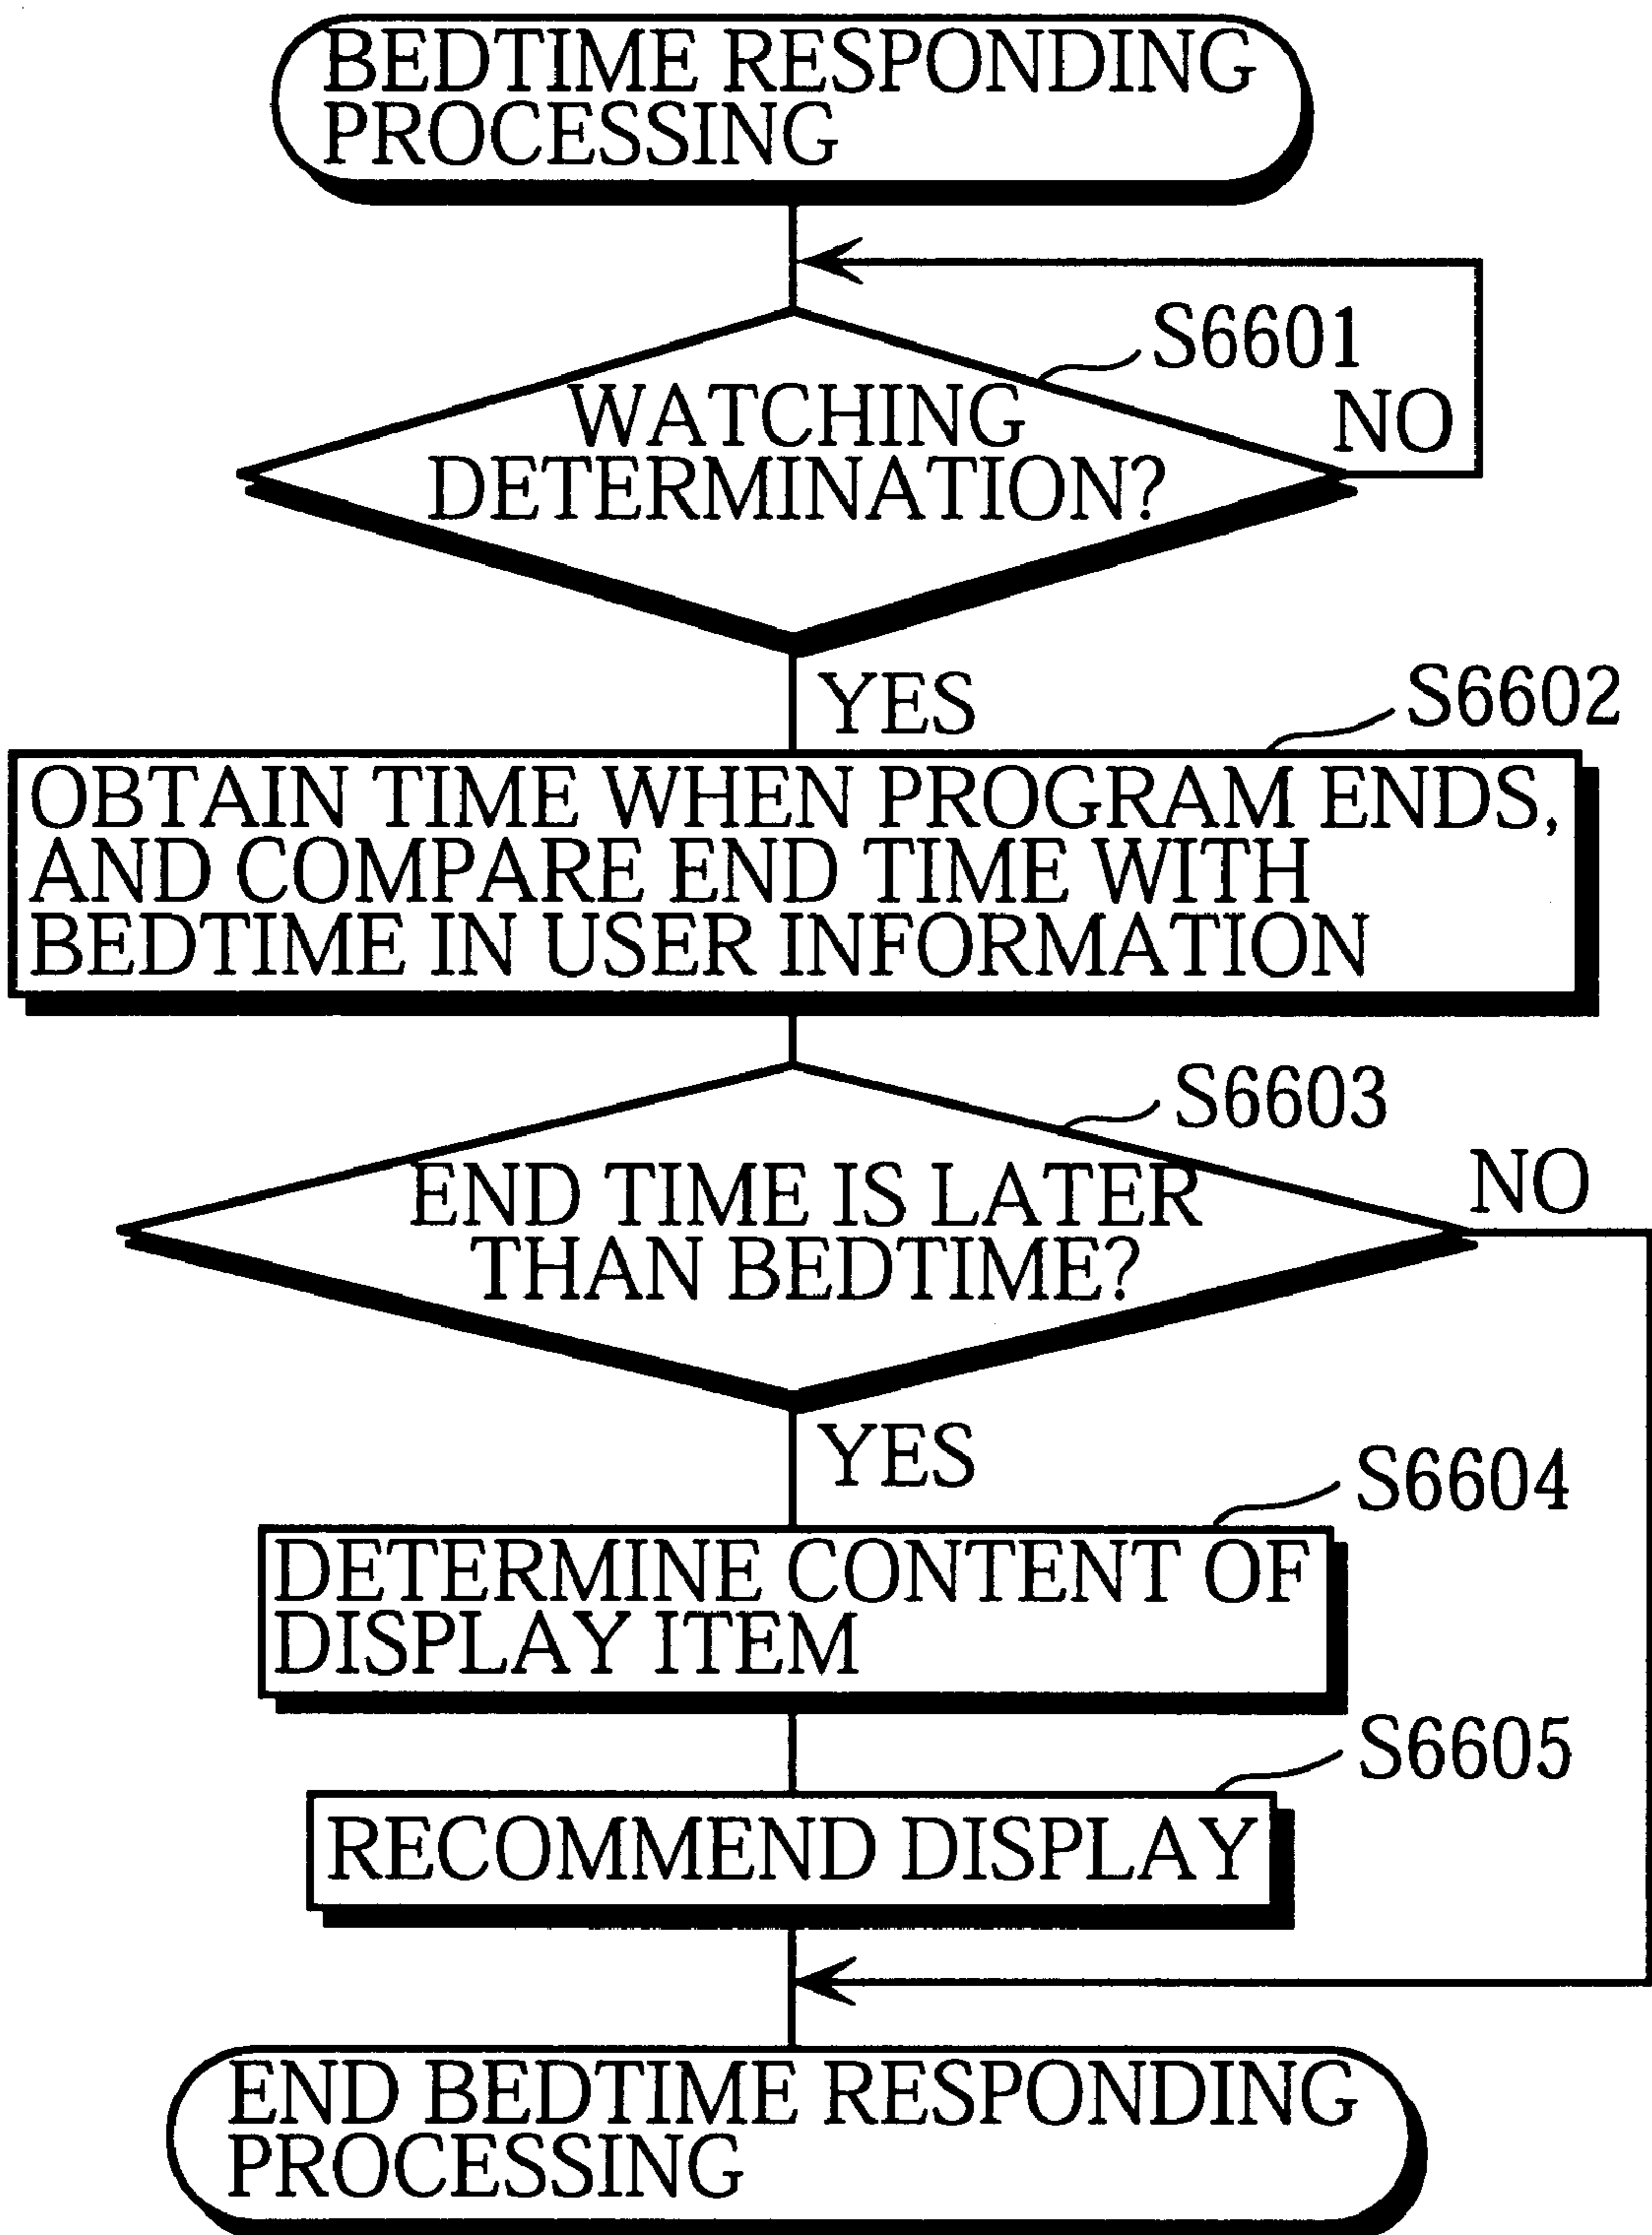 BEDTIME RESPONDING
PROCESSING
S6601
WATCHING
DETERMINATION?
NO
YES
S6602
OBTAIN TIME WHEN PROGRAM ENDS,
AND COMPARE END TIME WITH
BEDTIME IN USER INFORMATION
S6603
END TIME IS LATER
THAN BEDTIME?
NO
YES
S6604
DETERMINE CONTENT OF
DISPLAY ITEM
S6605
RECOMMEND DISPLAY
END BEDTIME RESPONDING
PROCESSING